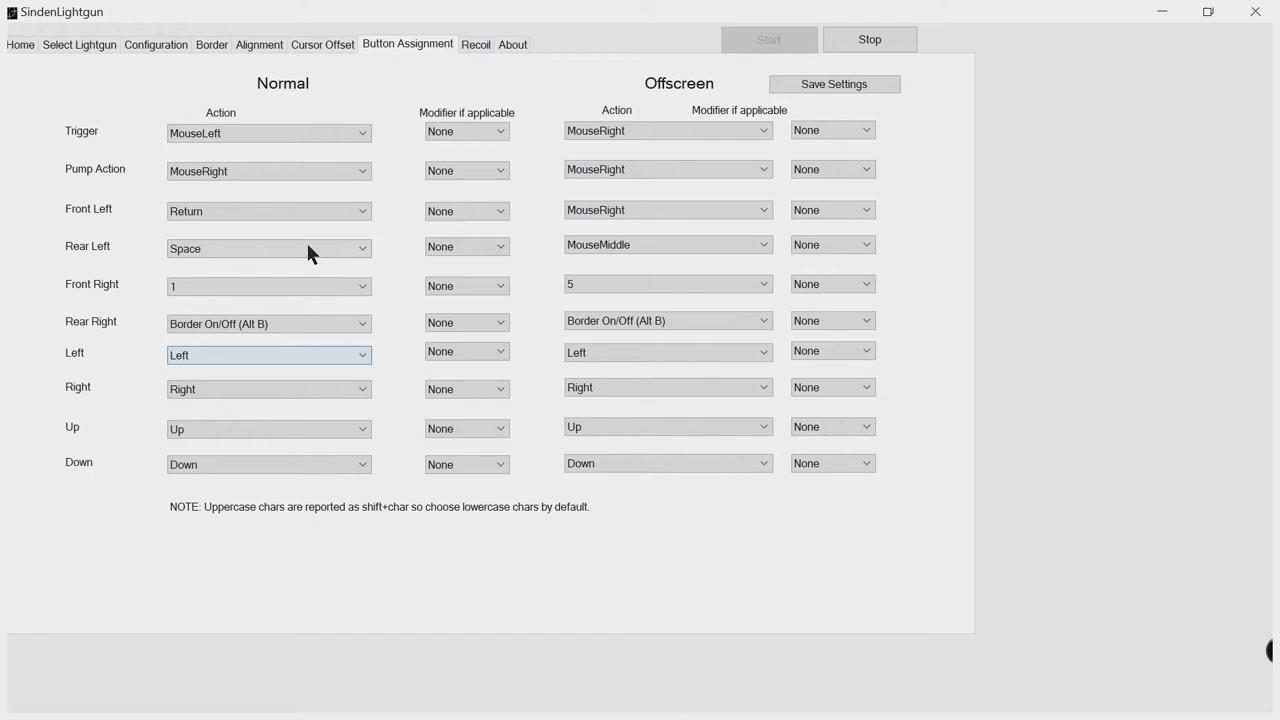 SindenLightgun
Home Select Lightgun Configuration Border Alignment Cursor Offset Button Assignment Recoil About Start Stop
Normal Offscreen Save Settings
Action Modifier if applicable Action Modifier if applicable
Trigger MouseLeft None MouseRight None
Pump Action MouseRight None MouseRight None
Front Left Return None MouseRight None
Rear Left Space None MouseMiddle None
Front Right 1 None 5 None
Rear Right Border On/Off (Alt B) None Border On/Off (Alt B) None
Left Left None Left None
Right Right None Right None
Up Up None Up None
Down Down None Down None
NOTE: Uppercase chars are reported as shift+char so choose lowercase chars by default.